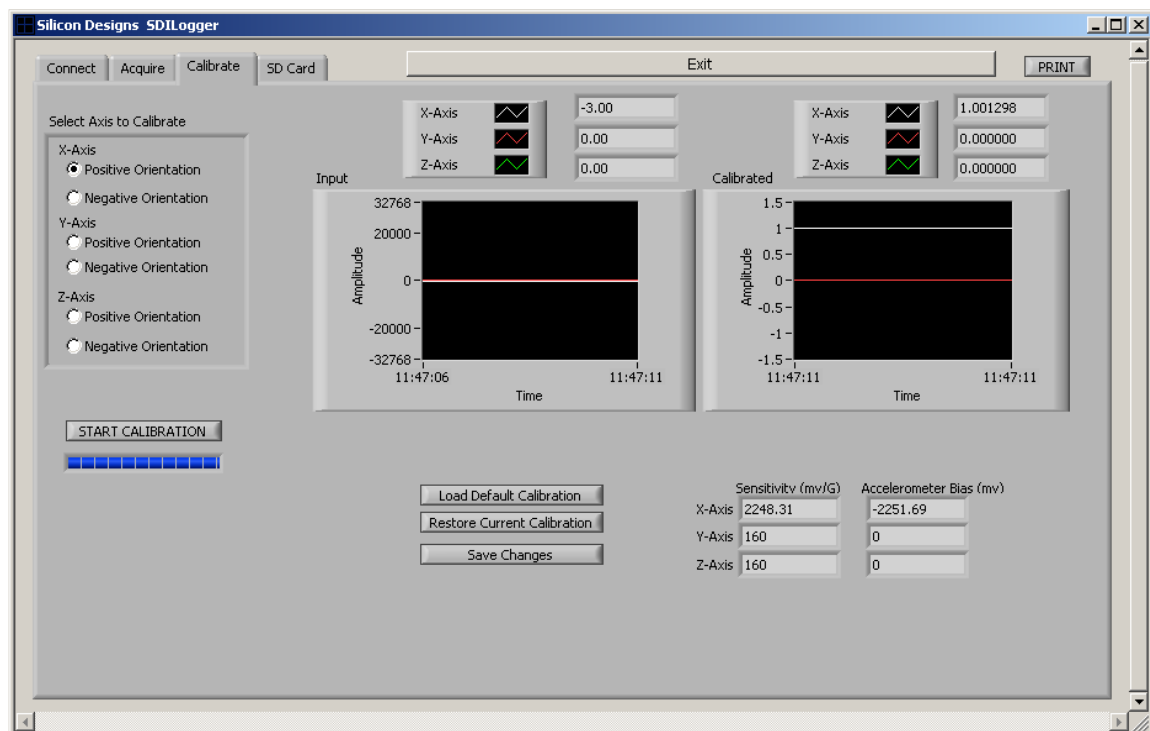 Silicon Designs SDILogger
Connect Acquire Calibrate SD Card Exit PRINT
Select Axis to Calibrate
X-Axis
Positive Orientation
Negative Orientation
Y-Axis
Positive Orientation
Negative Orientation
Z-Axis
Positive Orientation
Negative Orientation
START CALIBRATION
X-Axis -3.00
Y-Axis 0.00
Z-Axis 0.00
Input
32768
20000
0
-20000
-32768
Amplitude
11:47:06 11:47:11
Time
X-Axis 1.001298
Y-Axis 0.000000
Z-Axis 0.000000
Calibrated
1.5
1
0.5
0
-0.5
-1
-1.5
Amplitude
11:47:11 11:47:11
Time
Load Default Calibration
Restore Current Calibration
Save Changes
Sensitivity (mv/G) Accelerometer Bias (mv)
X-Axis 2248.31 -2251.69
Y-Axis 160 0
Z-Axis 160 0